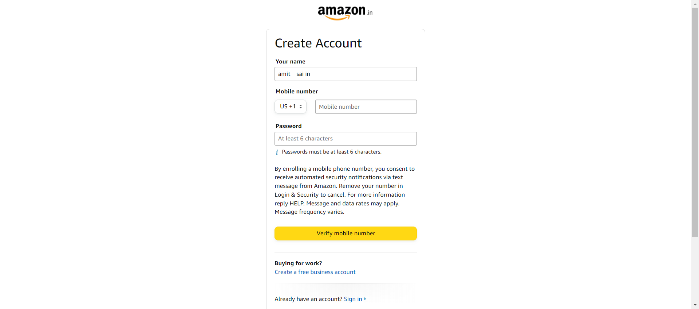 amazon.in
Create Account
Your name
Mobile number
US +1
Mobile number
Password
At least 6 characters
i Passwords must be at least 6 characters.
By enrolling a mobile phone number, you consent to
receive automated security notifications via text
message from Amazon. Remove your number in
Login & Security to cancel. For more information
reply HELP. Message and data rates may apply.
Message frequency varies.
Verify mobile number
Buying for work?
Create a free business account
Already have an account? Sign in